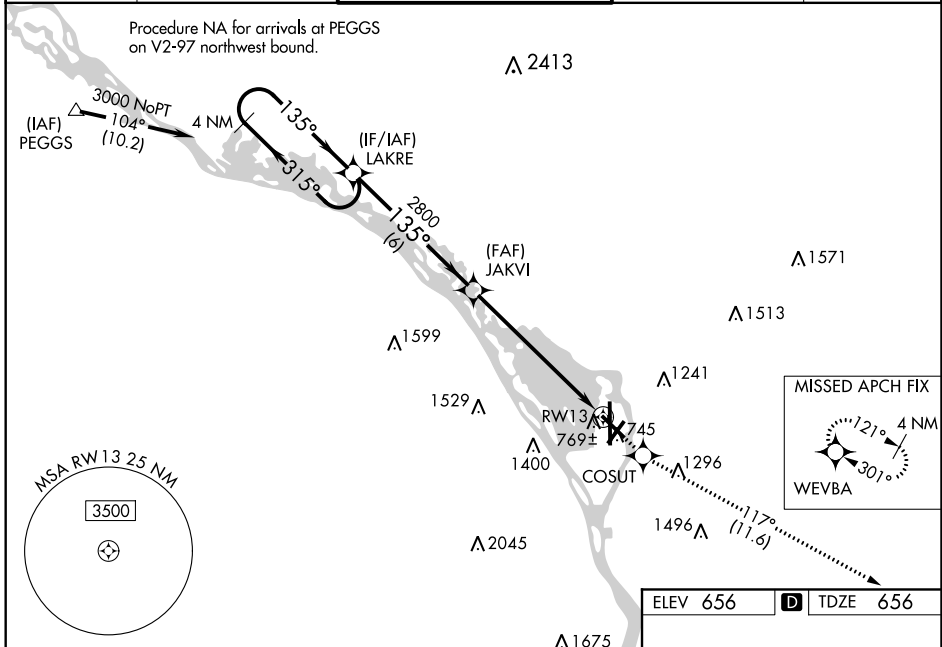 Procedure NA for arrivals at PEGGS
on V2-97 northwest bound.
2413
3000 NoPT
104°
(10.2)
(IAF)
PEGGS
4 NM
135°
315°
(IF/IAF)
LAKRE
2800
135°
(6)
(FAF)
JAKVI
1571
1513
1599
1241
1529
RW13
769±
745
1400
COSUT
1296
MISSED APCH FIX
121°
4 NM
301°
WEVBA
MSA RW13 25 NM
3500
117°
(11.6)
1496
2045
ELEV 656 D TDZE 656
1675